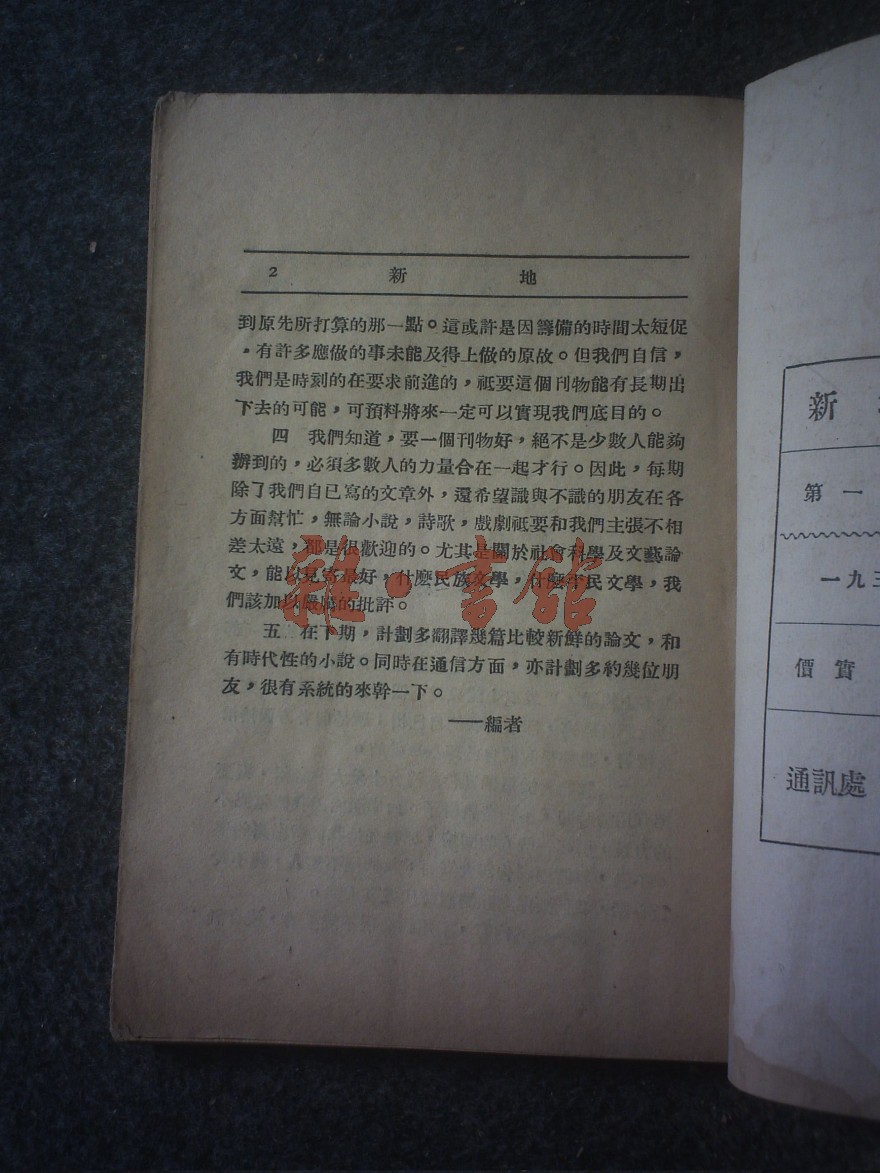 2 新 地
到原先所打算的那一點。這或許是因籌備的時間太短促
，有許多應做的事未能及得上做的原故。但我們自信，
我們是時刻的在要求前進的，祗要這個刊物能有長期出
下去的可能，可預料將來一定可以實現我們底目的。
四 我們知道，要一個刊物好，絕不是少數人能夠
辦到的，必須多數人的力量合在一起才行。因此，每期
除了我們自已寫的文章外，還希望識與不識的朋友在各
方面幫忙，無論小說，詩歌，戲劇祗要和我們主張不相
差太遠，都是很歡迎的。尤其是關於社會科學及文藝論
文，能以見寄最好，什麽民族文學，什麽平民文學，我
們該加以嚴厲的批評。
五 在下期，計劃多翻譯幾篇比較新鮮的論文，和
有時代性的小說。同時在通信方面，亦計劃多約幾位朋
友，很有系統的來幹一下。
——編者
雜·書館
新
第一
一九三
價實
通訊處